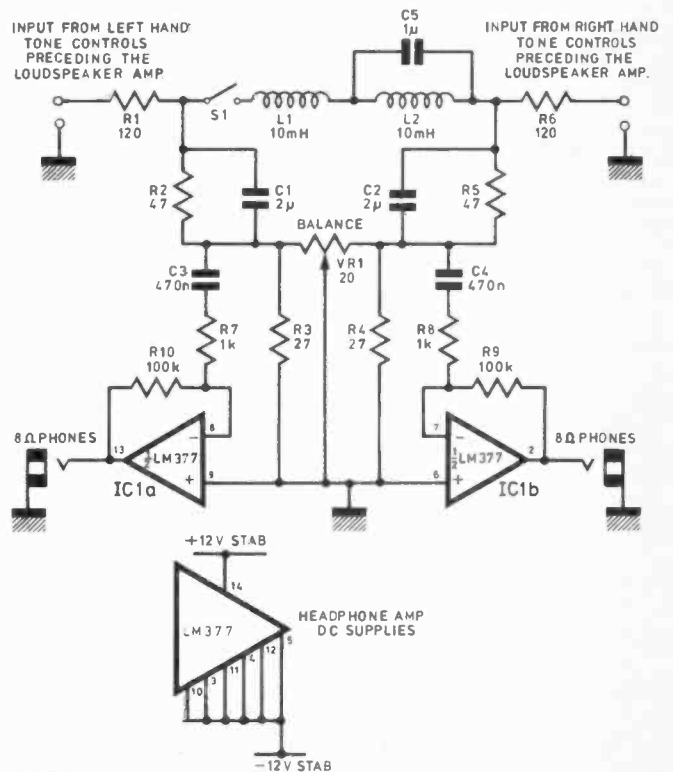 INPUT FROM LEFT HAND
TONE CONTROLS
PRECEDING THE
LOUDSPEAKER AMP.
C5
1µ
INPUT FROM RIGHT HAND
TONE CONTROLS
PRECEDING THE
LOUDSPEAKER AMP.
R1
120
S1
L1
10mH
L2
10mH
R6
120
R2
47
C1
2µ
C2
2µ
R5
47
BALANCE
VR1
20
C3
470n
C4
470n
R7
1k
R3
27
R4
27
R8
1k
R10
100k
R9
100k
8Ω PHONES
13
½ LM377
8
-
9
+
IC1a
7
-
6
+
½ LM377
2
IC1b
8Ω PHONES
+12V STAB
14
LM377
HEADPHONE AMP
DC SUPPLIES
10
3
11
4
12
5
-12V STAB